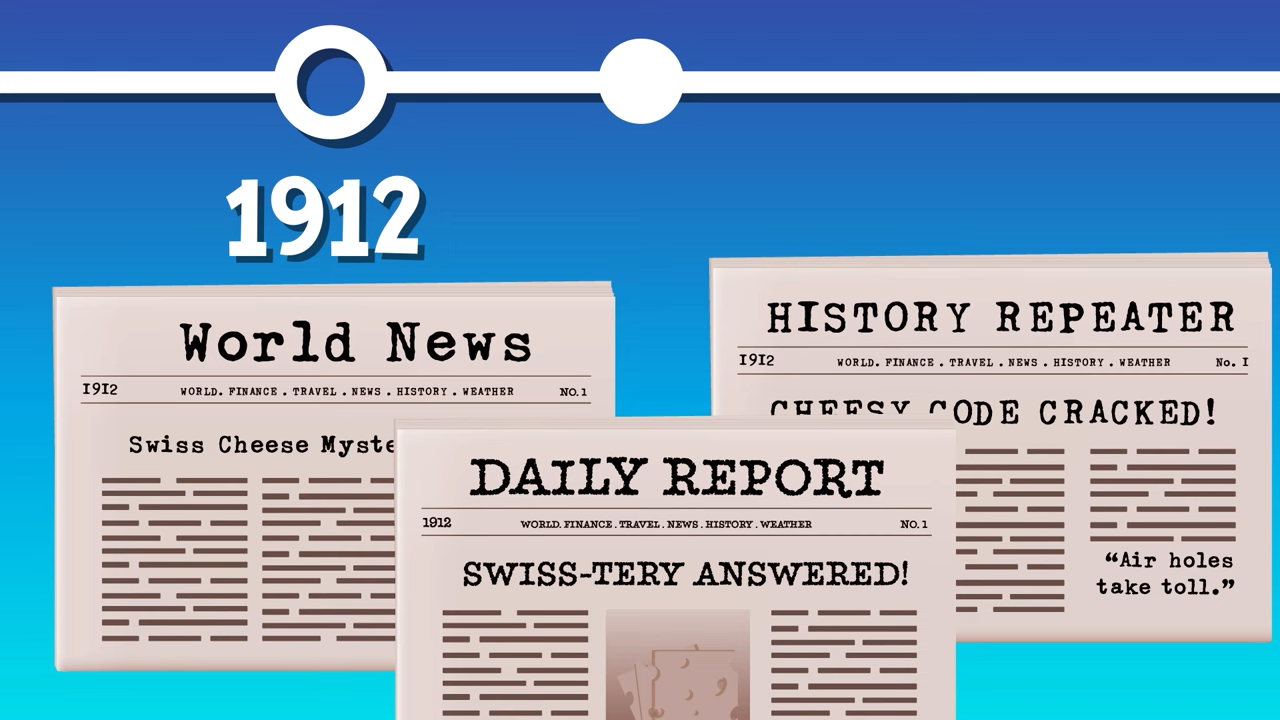 1912
World News
1912 WORLD. FINANCE . TRAVEL . NEWS . HISTORY . WEATHER NO. 1
Swiss Cheese
HISTORY REPEATER
1912 WORLD. FINANCE . TRAVEL . NEWS . HISTORY . WEATHER No. 1
CHEESY CODE CRACKED!
“Air holes
take toll.”
DAILY REPORT
1912 WORLD. FINANCE . TRAVEL . NEWS . HISTORY . WEATHER NO. 1
SWISS-TERY ANSWERED!